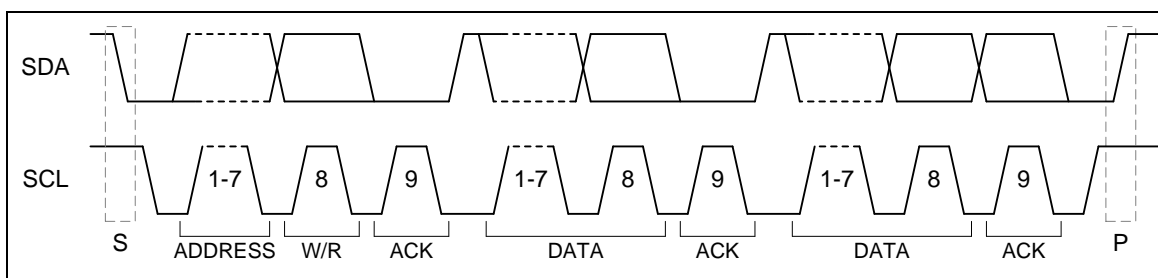 SDA
SCL
1-7 8 9 1-7 8 9 1-7 8 9
S ADDRESS W/R ACK DATA ACK DATA ACK P